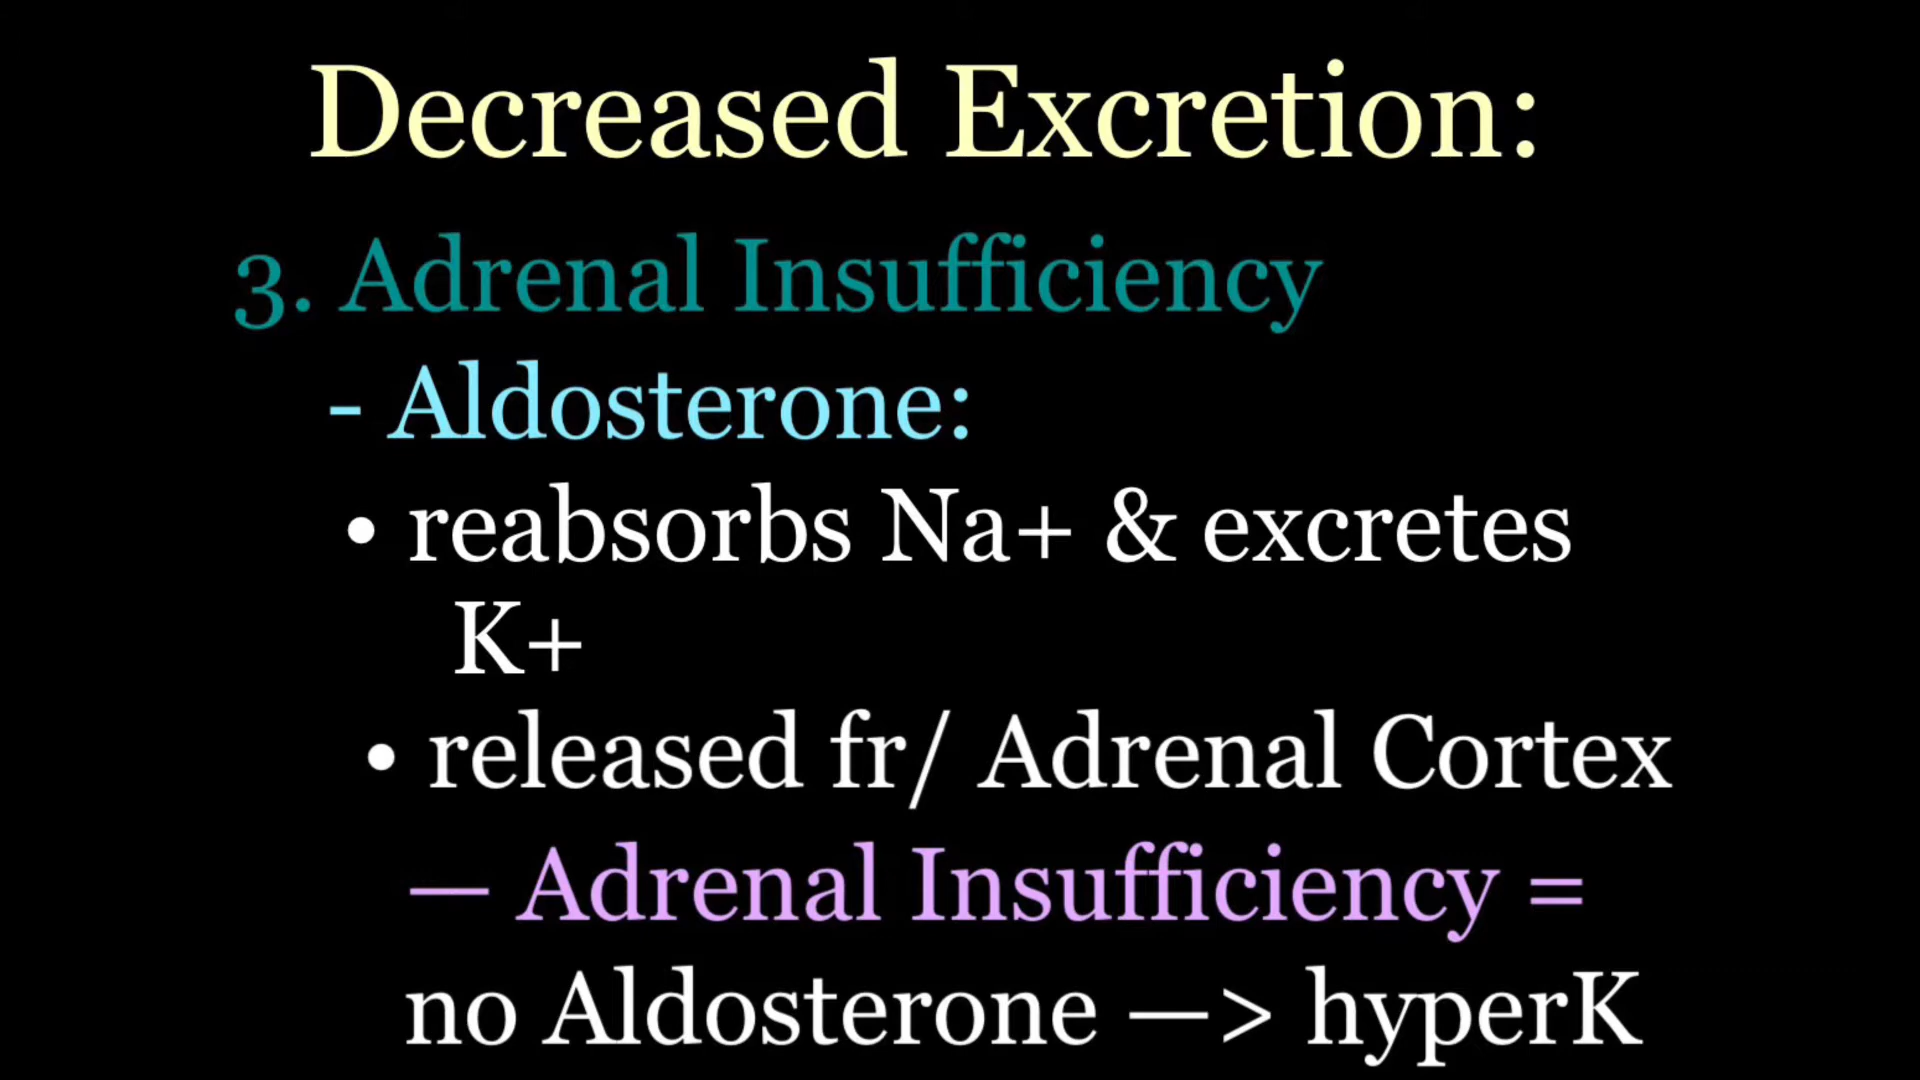 Decreased Excretion:
3. Adrenal Insufficiency
- Aldosterone:
• reabsorbs Na+ & excretes
K+
• released fr/ Adrenal Cortex
— Adrenal Insufficiency =
no Aldosterone —> hyperK